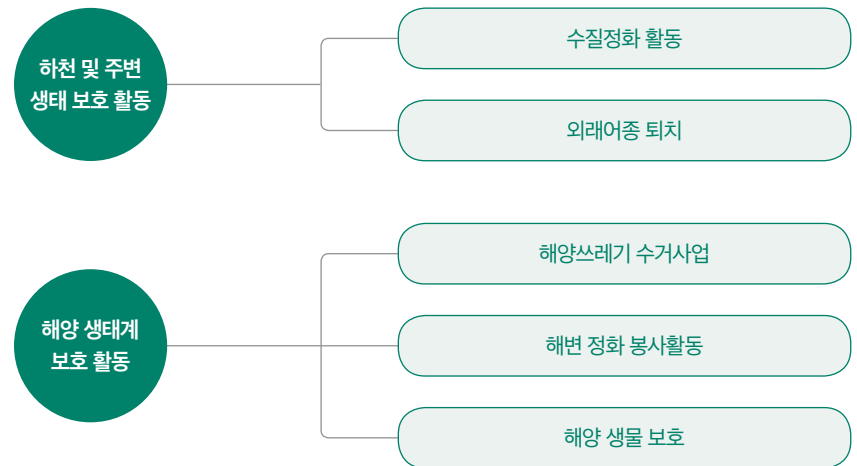 하천 및 주변
생태 보호 활동
수질정화 활동
외래어종 퇴치
해양 생태계
보호 활동
해양쓰레기 수거사업
해변 정화 봉사활동
해양 생물 보호